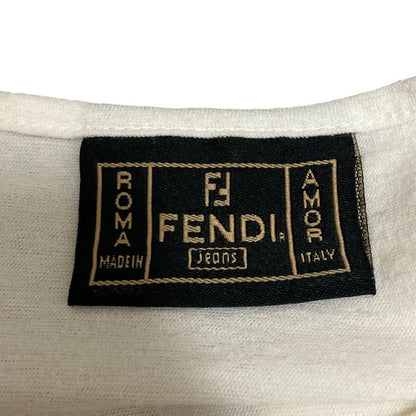 ROMA
MADE IN
FF
FENDI®
jeans
AMOR
ITALY